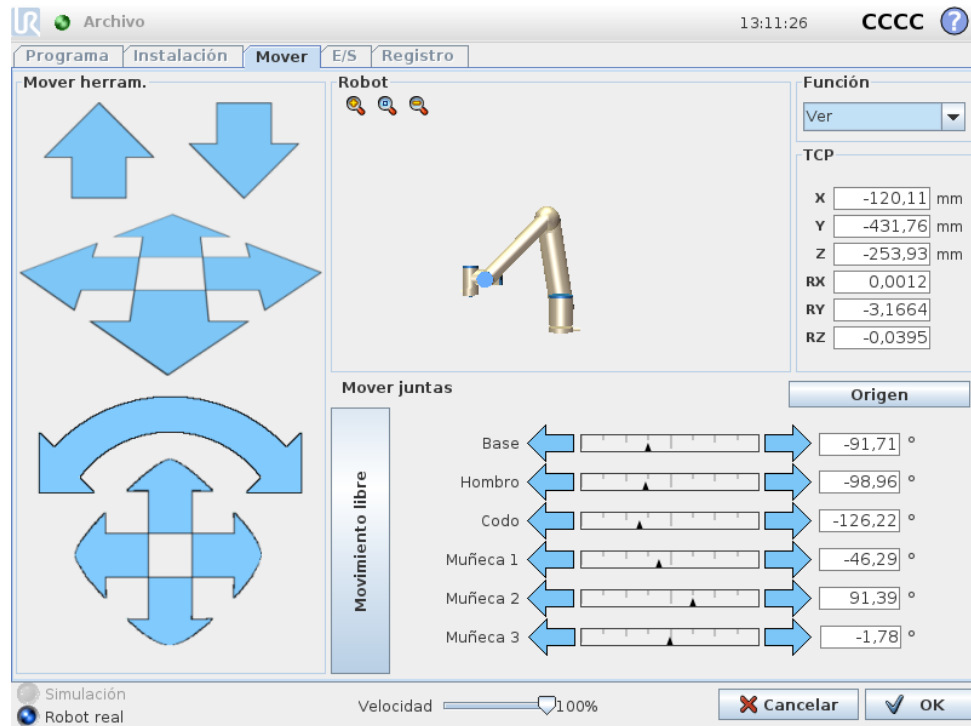 UR Archivo 13:11:26 CCCC ?
Programa Instalación Mover E/S Registro
Mover herram.
Robot
Función
Ver
TCP
X -120,11 mm
Y -431,76 mm
Z -253,93 mm
RX 0,0012
RY -3,1664
RZ -0,0395
Mover juntas
Origen
Movimiento libre
Base -91,71 °
Hombro -98,96 °
Codo -126,22 °
Muñeca 1 -46,29 °
Muñeca 2 91,39 °
Muñeca 3 -1,78 °
Simulación
Robot real
Velocidad 100%
Cancelar
OK